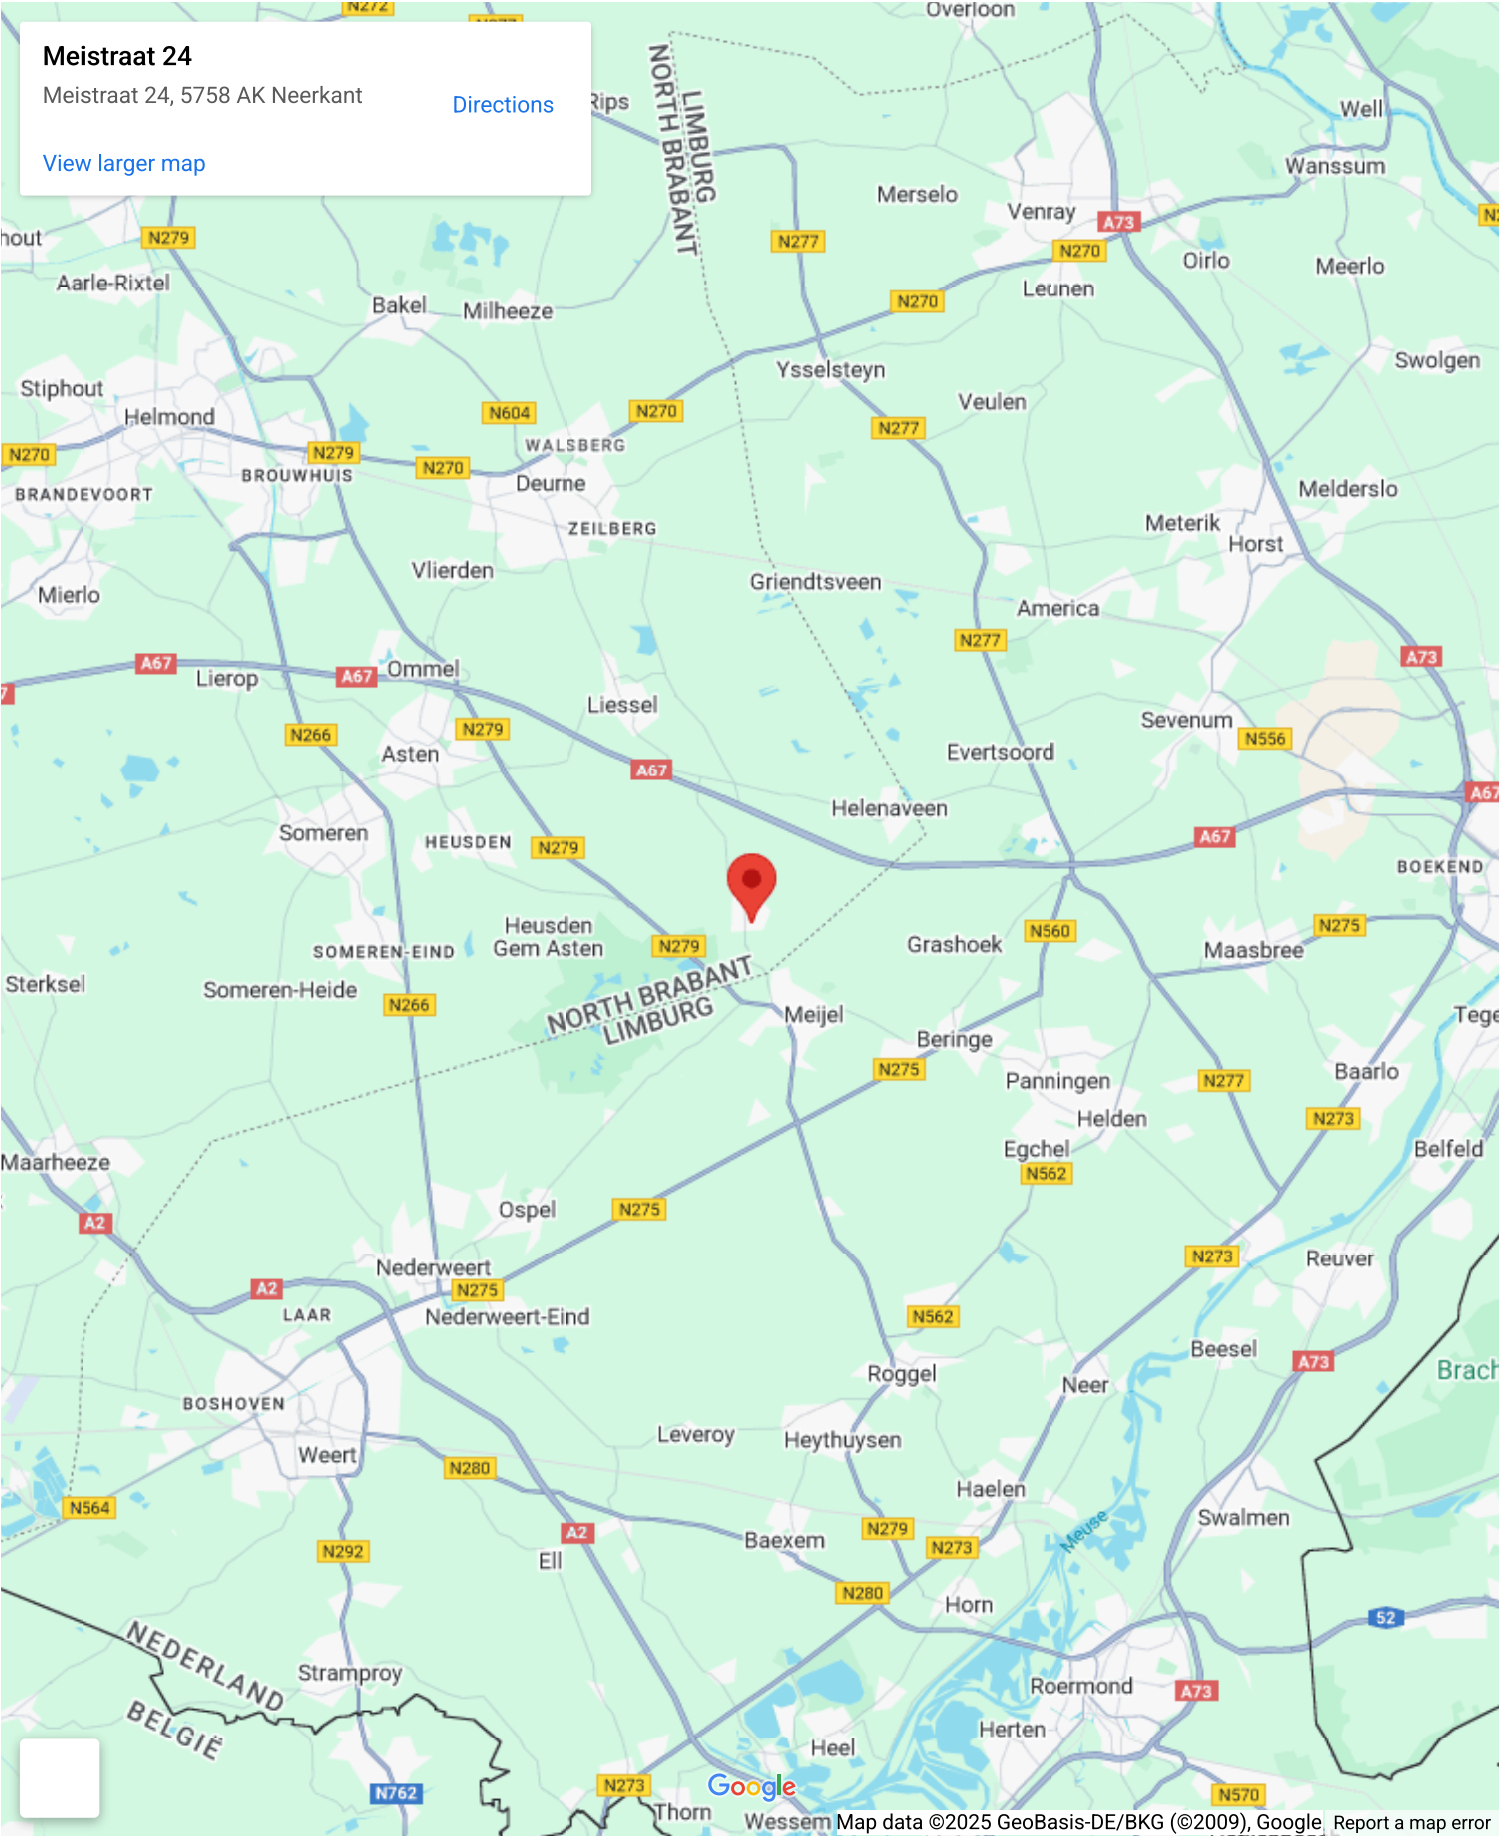 N272
N277
Overloon
Meistraat 24
Meistraat 24, 5758 AK Neerkant
Directions
View larger map
Rips
LIMBURG
NORTH BRABANT
Well
Wanssum
Merselo
Venray
A73
N270
N277
N279
Aarle-Rixtel
Oirlo
Meerlo
Leunen
N270
Bakel
Milheeze
Swolgen
Ysselsteyn
Stiphout
Helmond
Veulen
N604
N270
N277
WALSBERG
N270
N279
N270
BROUWHUIS
Deurne
BRANDEVOORT
Melderslo
ZEILBERG
Meterik
Horst
Vlierden
Griendtsveen
Mierlo
America
N277
A67
Lierop
A67
Ommel
A73
Liessel
Sevenum
N266
N279
N556
Asten
Evertsoord
A67
A67
Helenaveen
Someren
HEUSDEN
N279
A67
BOEKEND
Heusden
Gem Asten
N279
N560
N275
SOMEREN-EIND
Grashoek
Maasbree
Sterksel
Someren-Heide
N266
NORTH BRABANT
LIMBURG
Meijel
Beringe
N275
Panningen
N277
Baarlo
Helden
N273
Egchel
N562
Belfeld
Maarheeze
A2
Ospel
N275
Nederweert
N273
Reuver
A2
N275
LAAR
Nederweert-Eind
N562
Beesel
A73
Roggel
Neer
BOSHOVEN
Leveroy
Heythuysen
Weert
N280
Haelen
N564
Swalmen
N279
Meuse
A2
Baexem
N273
N292
Ell
N280
Horn
52
NEDERLAND
BELGIË
Stramproy
Roermond
A73
Herten
Heel
N762
N273
Google
N570
Thorn
Wessem
Map data ©2025 GeoBasis-DE/BKG (©2009), Google
Report a map error